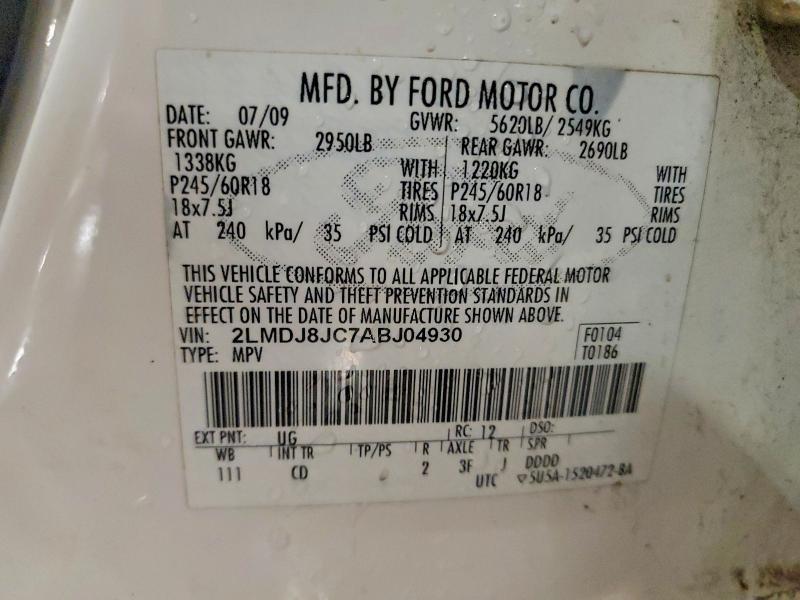 MFD. BY FORD MOTOR CO.
DATE: 07/09 GVWR: 5620LB/ 2549KG
FRONT GAWR: 2950LB REAR GAWR: 2690LB
1338KG WITH 1220KG WITH
P245/60R18 TIRES P245/60R18 TIRES
18x7.5J RIMS 18x7.5J RIMS
AT 240 kPa/ 35 PSI COLD AT 240 kPa/ 35 PSI COLD
THIS VEHICLE CONFORMS TO ALL APPLICABLE FEDERAL MOTOR
VEHICLE SAFETY AND THEFT PREVENTION STANDARDS IN
EFFECT ON THE DATE OF MANUFACTURE SHOWN ABOVE.
VIN: 2LMDJ8JC7ABJ04930 F0104
TYPE: MPV T0186
EXT PNT: UG RC: 12 DSO:
WB INT TR TP/PS R AXLE TR SPR
111 CD 2 3F J DDDD
UTC 5U5A-1520472-BA